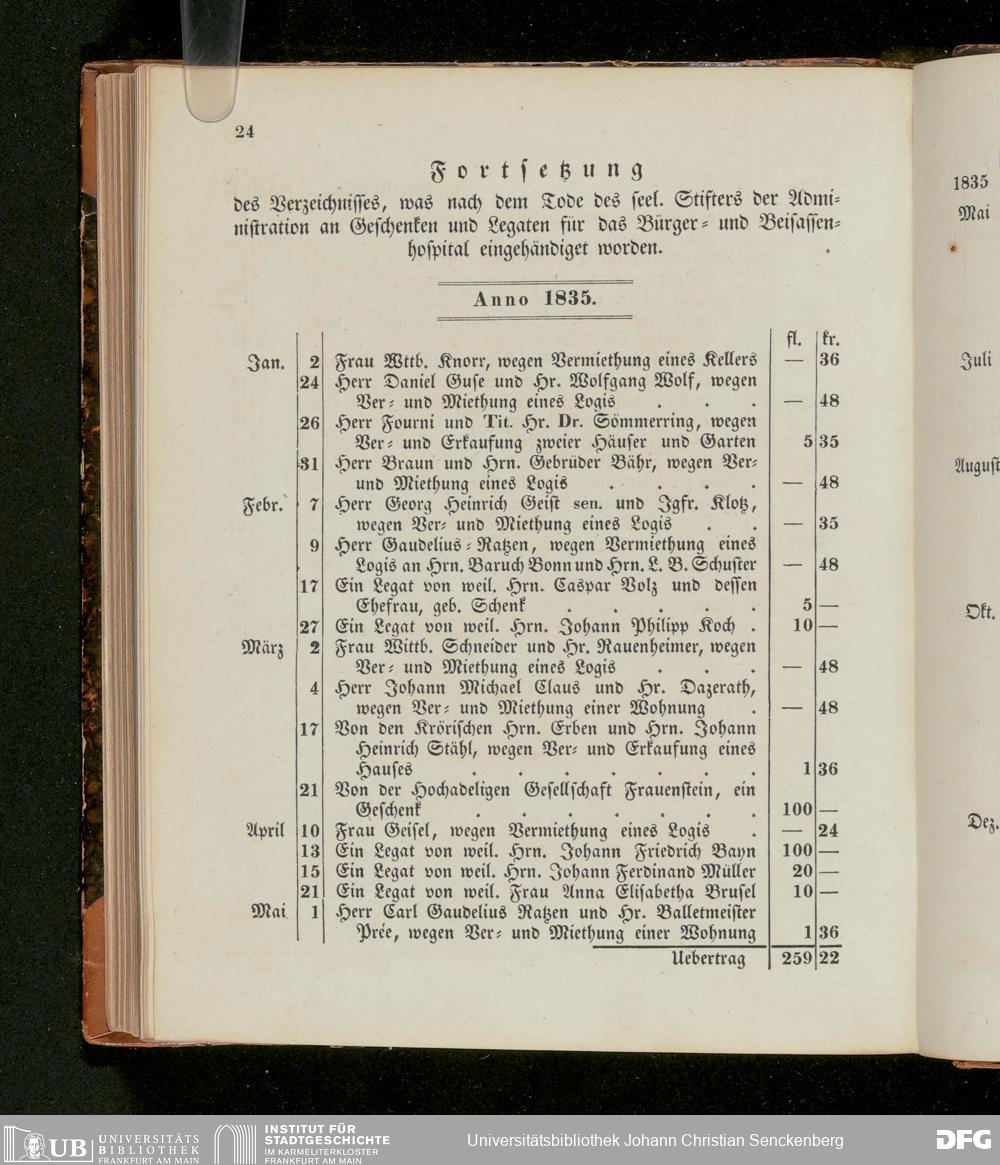 24
Fortsetzung
des Verzeichnisses, was nach dem Tode des seel. Stifters der Admi-
nistration an Geschenken und Legaten für das Bürger- und Beisassen-
hospital eingehändiget worden.
Anno 1835.
fl. kr.
Jan. 2 Frau Wttb. Knorr, wegen Vermiethung eines Kellers — 36
24 Herr Daniel Guse und Hr. Wolfgang Wolf, wegen
Ver- und Miethung eines Logis . . . — 48
26 Herr Fourni und Tit. Hr. Dr. Sömmerring, wegen
Ver- und Erkaufung zweier Häuser und Garten 5 35
31 Herr Braun und Hrn. Gebrüder Bähr, wegen Ver-
und Miethung eines Logis . . . . — 48
Febr. 7 Herr Georg Heinrich Geist sen. und Jgfr. Klotz,
wegen Ver- und Miethung eines Logis . . — 35
9 Herr Gaudelius-Ratzen, wegen Vermiethung eines
Logis an Hrn. Baruch Bonn und Hrn. L. B. Schuster — 48
17 Ein Legat von weil. Hrn. Caspar Volz und dessen
Ehefrau, geb. Schenk . . . . . 5 —
27 Ein Legat von weil. Hrn. Johann Philipp Koch . 10 —
März 2 Frau Wittb. Schneider und Hr. Rauenheimer, wegen
Ver- und Miethung eines Logis . . . — 48
4 Herr Johann Michael Claus und Hr. Dazerath,
wegen Ver- und Miethung einer Wohnung . — 48
17 Von den Krörischen Hrn. Erben und Hrn. Johann
Heinrich Stähl, wegen Ver- und Erkaufung eines
Hauses . . . . . . . 1 36
21 Von der Hochadeligen Gesellschaft Frauenstein, ein
Geschenk . . . . . . . 100 —
April 10 Frau Geisel, wegen Vermiethung eines Logis . — 24
13 Ein Legat von weil. Hrn. Johann Friedrich Bayn 100 —
15 Ein Legat von weil. Hrn. Johann Ferdinand Müller 20 —
21 Ein Legat von weil. Frau Anna Elisabetha Brusel 10 —
Mai 1 Herr Carl Gaudelius Ratzen und Hr. Balletmeister
Prée, wegen Ver- und Miethung einer Wohnung 1 36
Uebertrag 259 22
1835
Mai
Juli
August
Okt.
Dez.
UB UNIVERSITÄTS
BIBLIOTHEK
FRANKFURT AM MAIN
INSTITUT FÜR
STADTGESCHICHTE
IM KARMELITERKLOSTER
FRANKFURT AM MAIN
Universitätsbibliothek Johann Christian Senckenberg
DFG